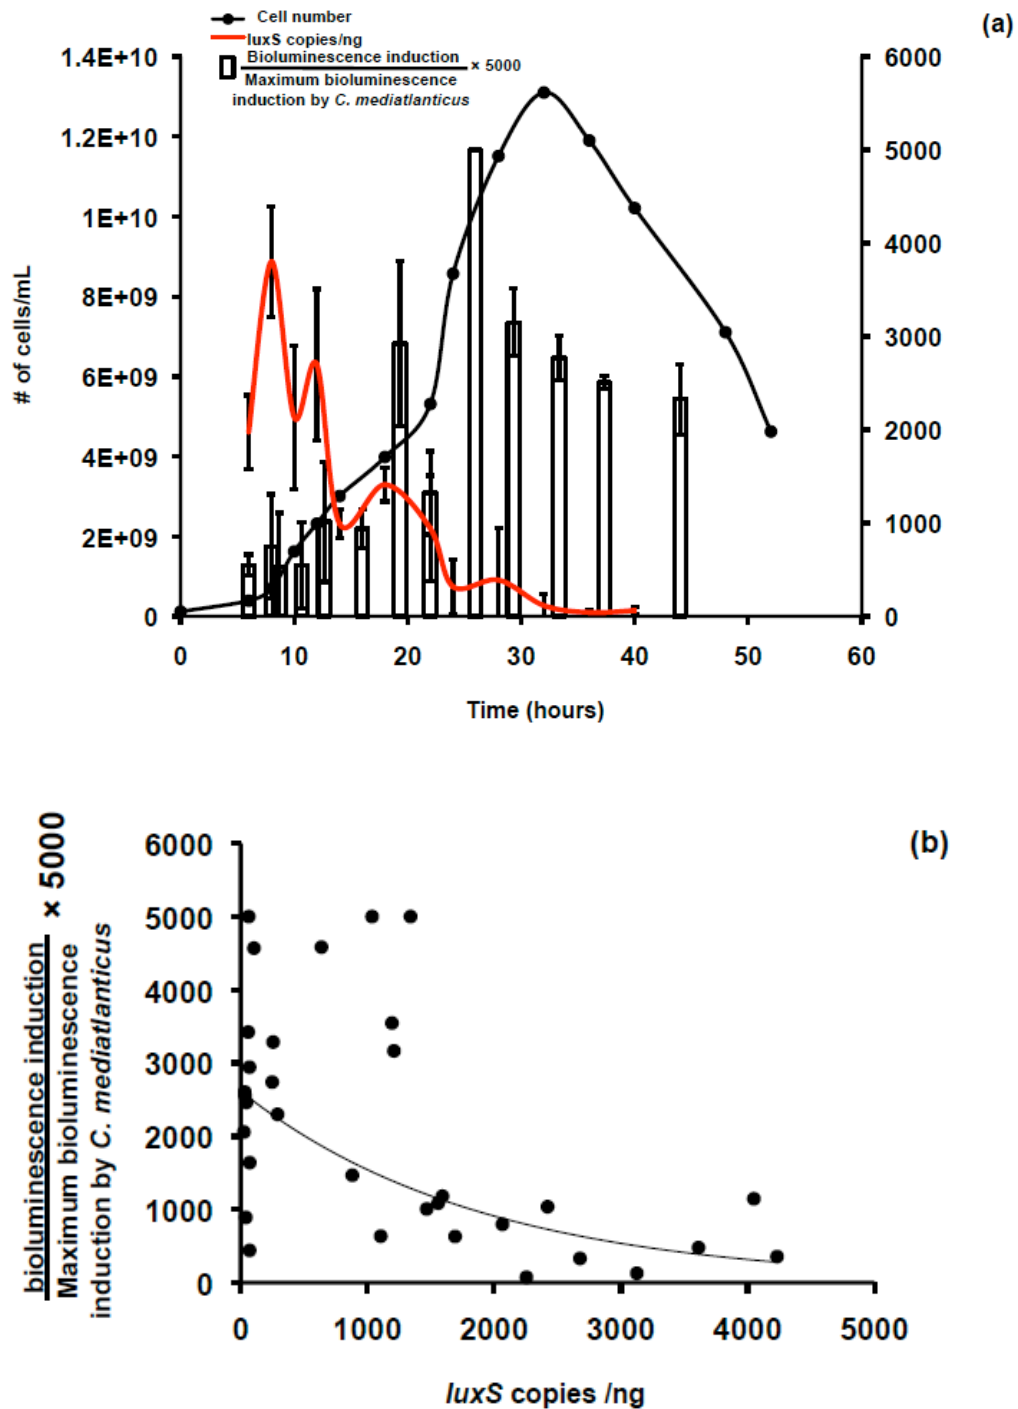 Cell number
(a)
luxS copies/ng
Bioluminescence induction
Maximum bioluminescence
× 5000
induction by C. mediatlanticus
1.4E+10
1.2E+10
1E+10
8E+09
6E+09
4E+09
2E+09
0
# of cells/mL
6000
5000
4000
3000
2000
1000
0
0 10 20 30 40 50 60
Time (hours)
(b)
bioluminescence induction
Maximum bioluminescence
induction by C. mediatlanticus
× 5000
6000
5000
4000
3000
2000
1000
0
0 1000 2000 3000 4000 5000
luxS copies /ng